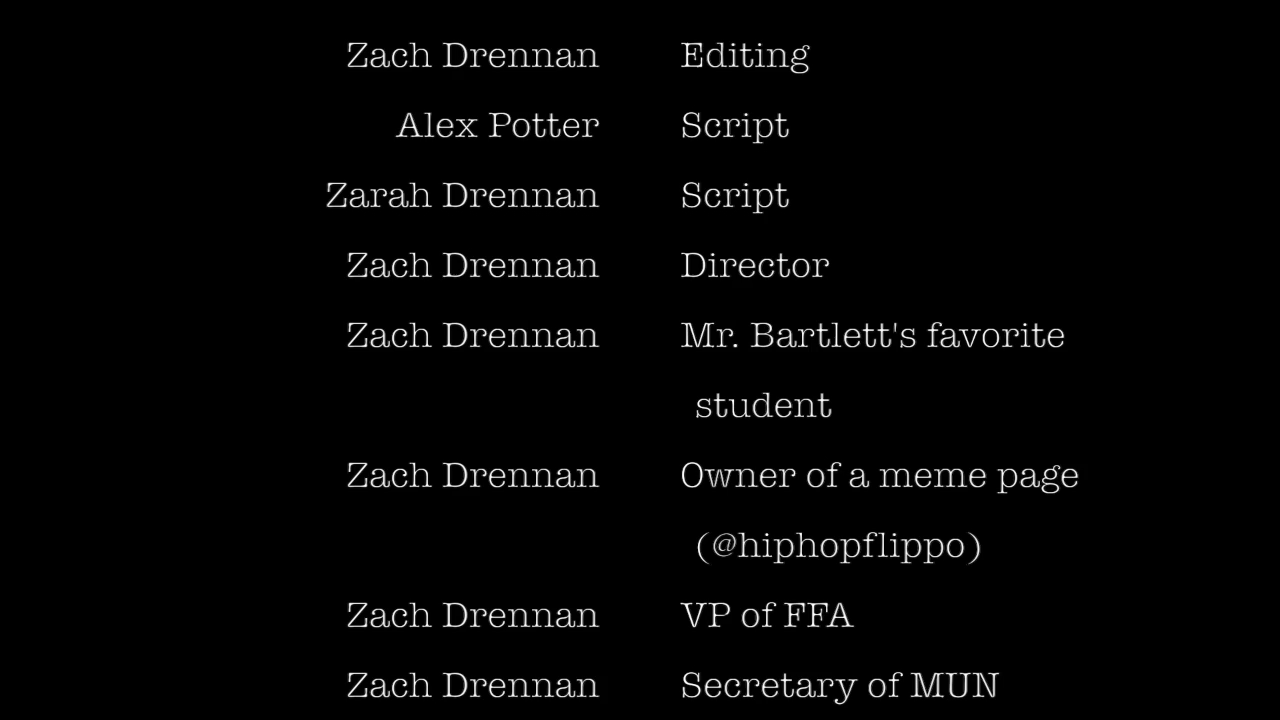 Zach Drennan Editing
Alex Potter Script
Zarah Drennan Script
Zach Drennan Director
Zach Drennan Mr. Bartlett's favorite
student
Zach Drennan Owner of a meme page
(@hiphopflippo)
Zach Drennan VP of FFA
Zach Drennan Secretary of MUN